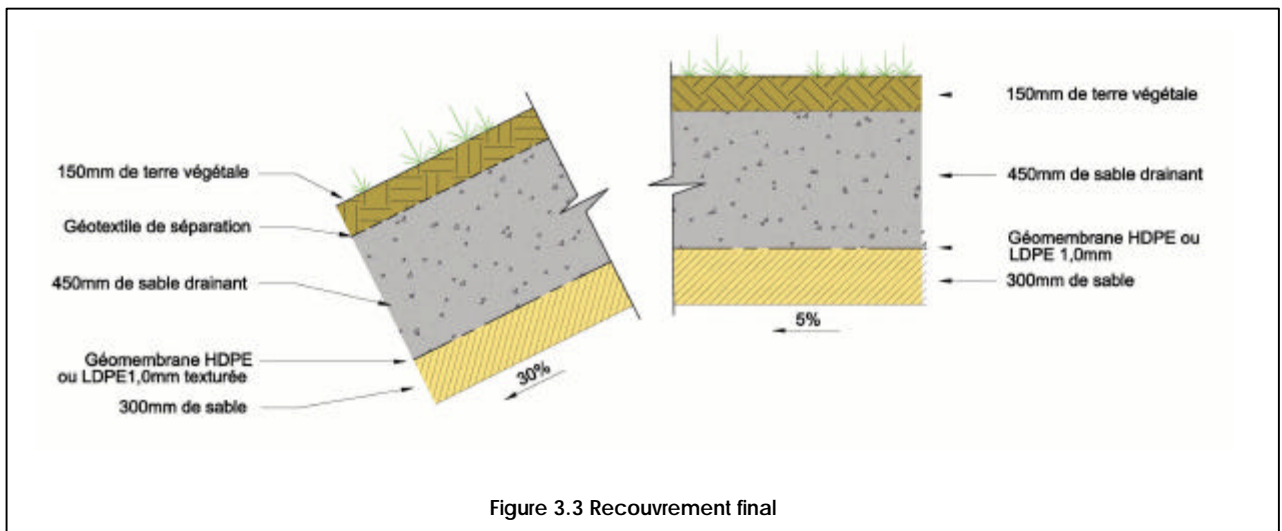 150mm de terre végétale
Géotextile de séparation
450mm de sable drainant
Géomembrane HDPE
ou LDPE1,0mm texturée
300mm de sable
30%
150mm de terre végétale
450mm de sable drainant
Géomembrane HDPE ou
LDPE 1,0mm
300mm de sable
5%
Figure 3.3 Recouvrement final